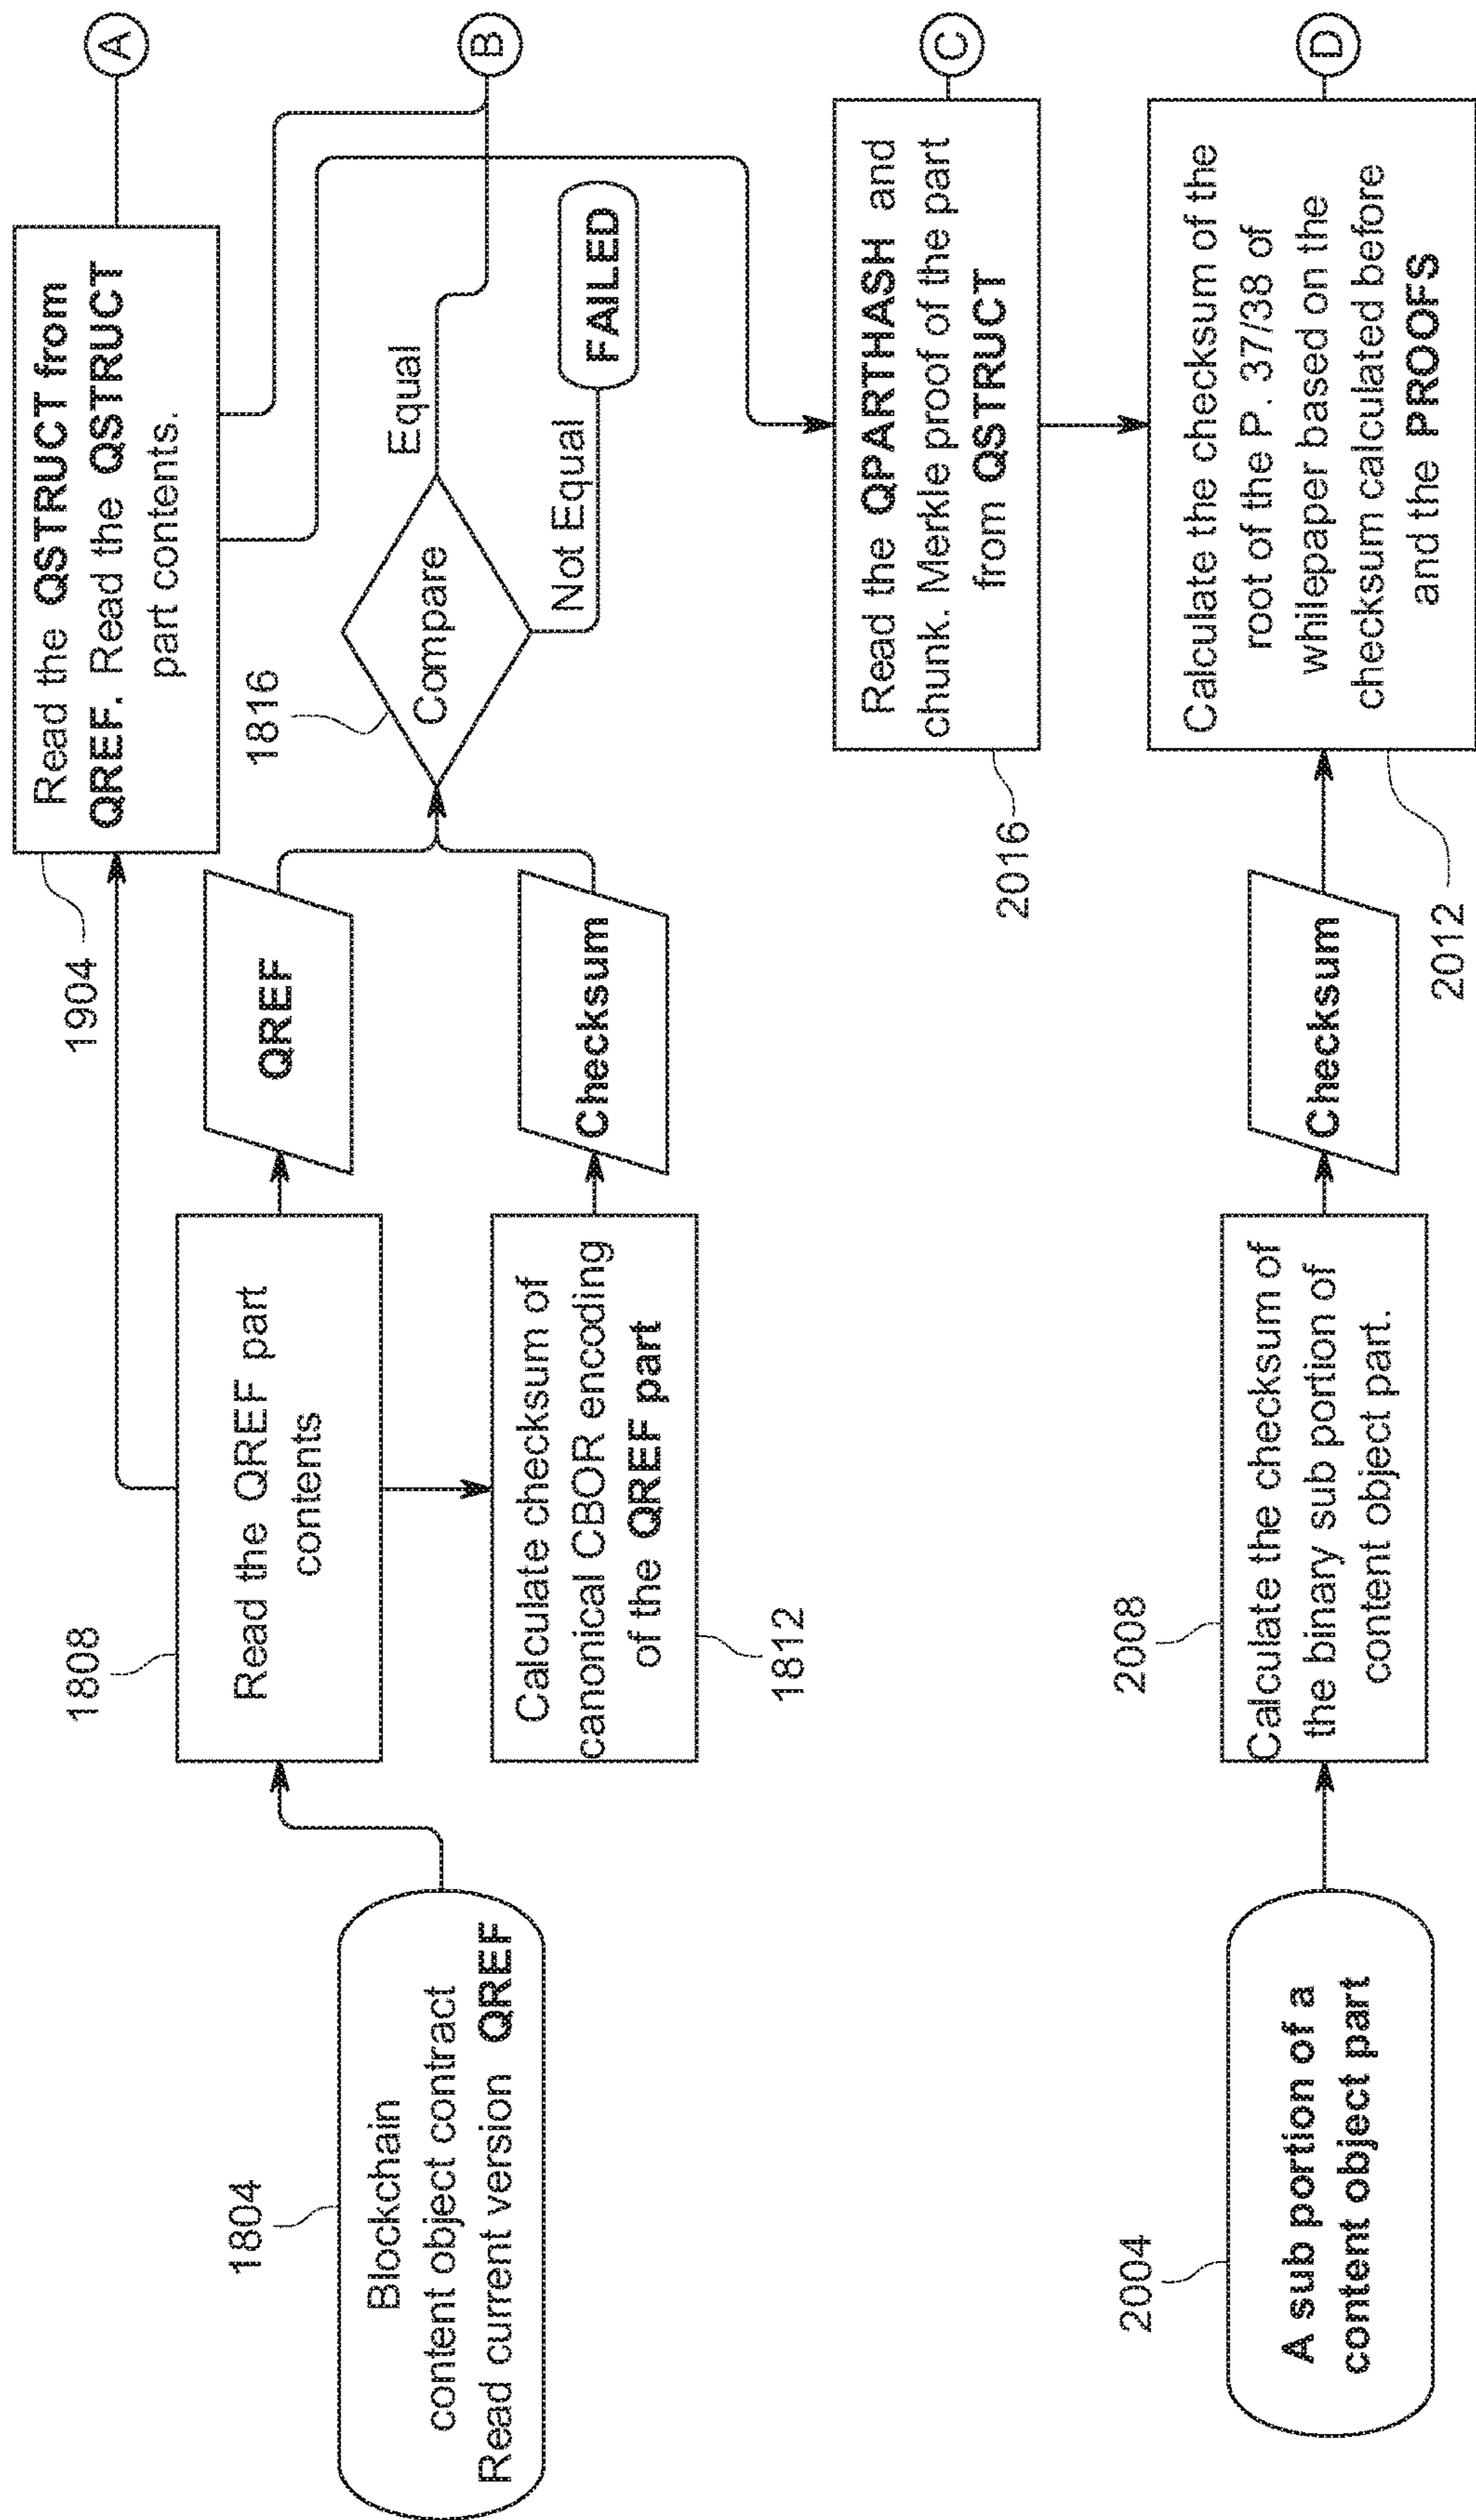 1804
Blockchain
content object contract
Read current version QREF
1808
Read the QREF part
contents
QREF
1904
Read the QSTRUCT from
QREF. Read the QSTRUCT
part contents.
A
Calculate checksum of
canonical CBOR encoding
of the QREF part
1812
Checksum
1816
Compare
Equal
Not Equal
FAILED
B
2016
Read the QPARTHASH and
chunk. Merkle proof of the part
from QSTRUCT
C
2004
A sub portion of a
content object part
2008
Calculate the checksum of
the binary sub portion of
content object part.
Checksum
2012
Calculate the checksum of the
root of the P. 37/38 of
whilepaper based on the
checksum calculated before
and the PROOFS
D